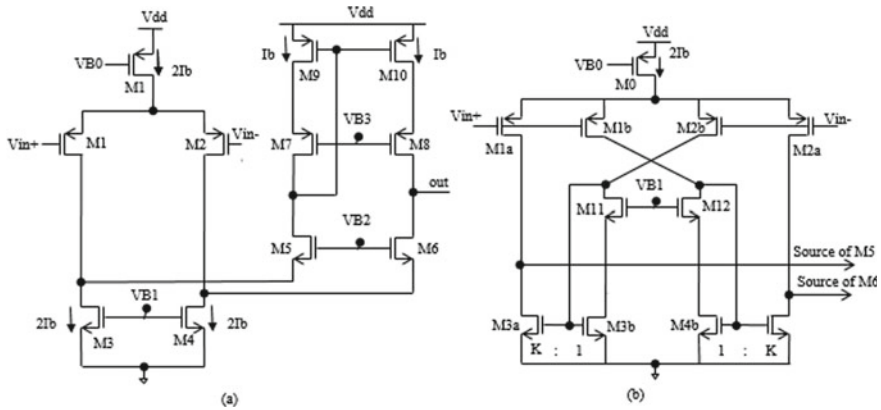 Vdd
VB0
2Ib
M1
Vin+
M1
M2
Vin-
2Ib
VB1
2Ib
M3
M4
(a)
Vdd
Ib
Ib
M9
M10
VB3
M7
M8
out
VB2
M5
M6
Vdd
2Ib
VB0
M0
Vin+
Vin-
M1a
M1b
M2b
M2a
VB1
M11
M12
Source of M5
Source of M6
M3a
M3b
M4b
K : 1
1 : K
(b)